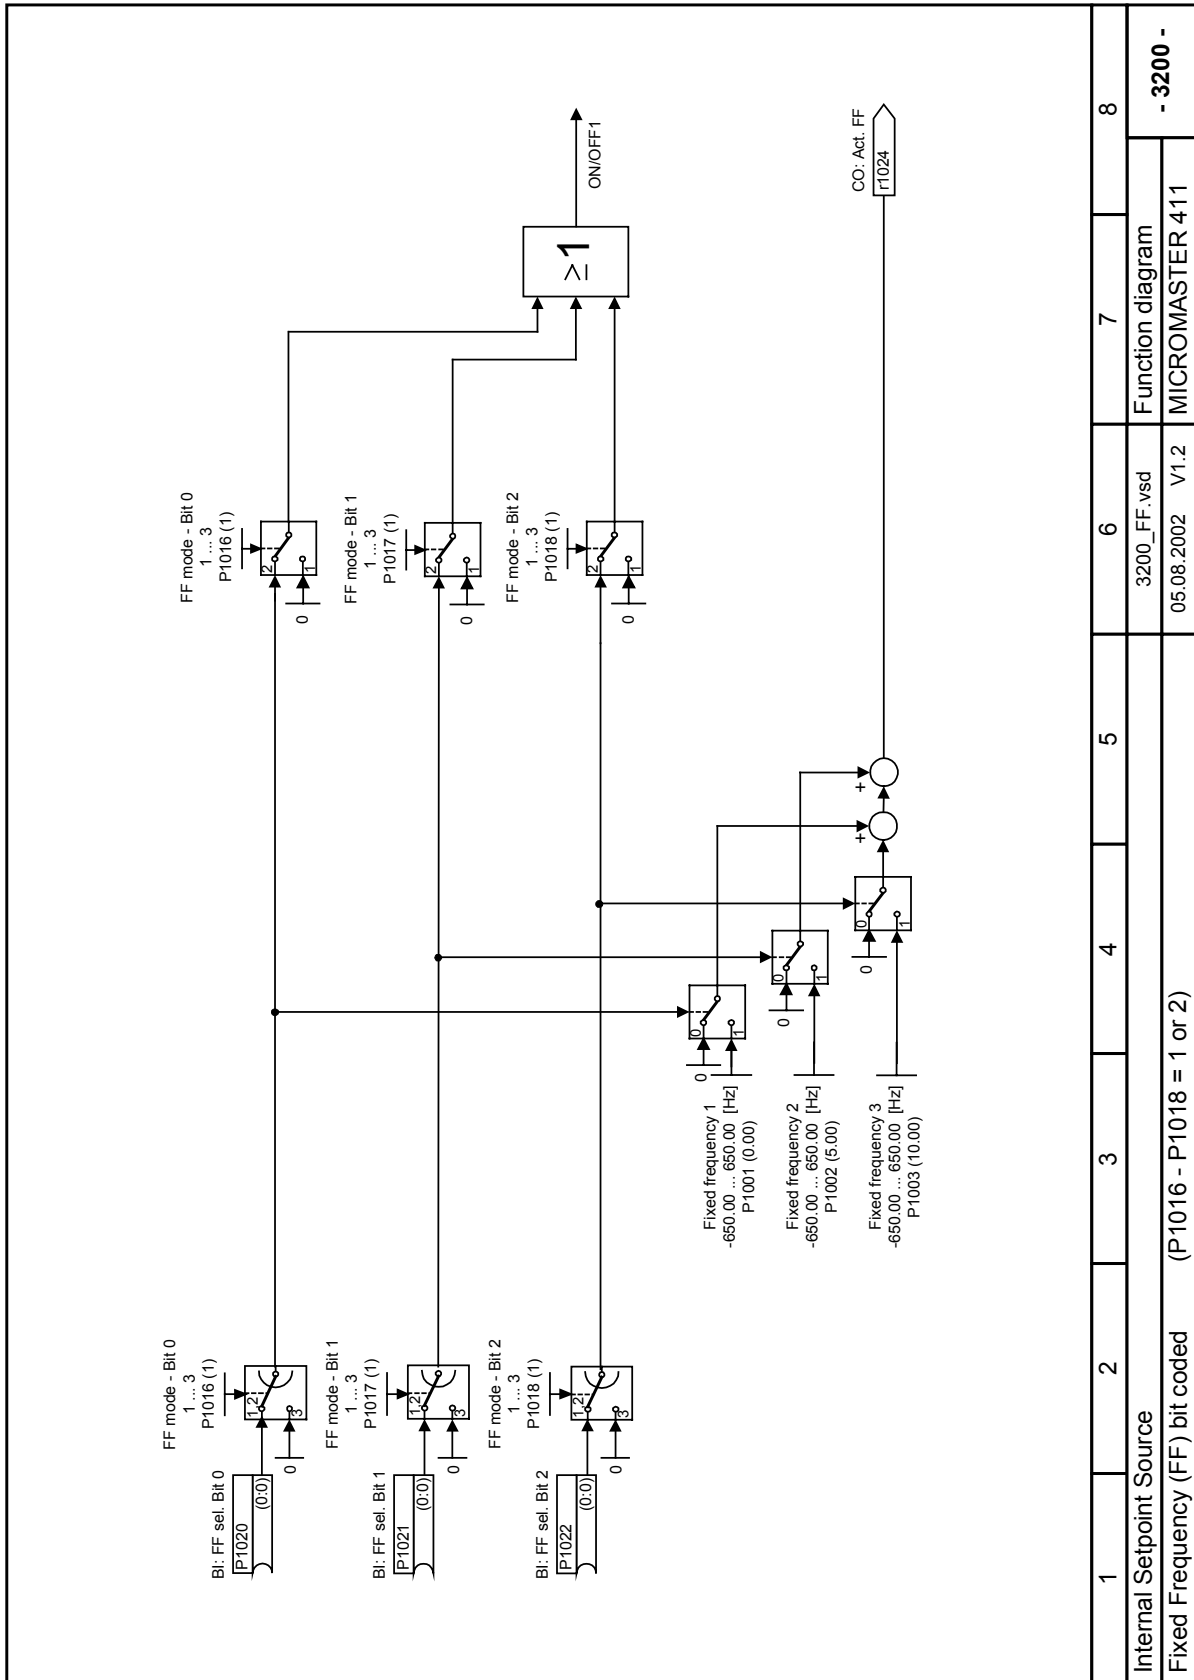 FF mode - Bit 0
1 ... 3
P1016 (1)
BI: FF sel. Bit 0
P1020
(0:0)
1,2
3
0
FF mode - Bit 0
1 ... 3
P1016 (1)
2
1
0
FF mode - Bit 1
1 ... 3
P1017 (1)
BI: FF sel. Bit 1
P1021
(0:0)
1,2
3
0
FF mode - Bit 1
1 ... 3
P1017 (1)
2
1
0
FF mode - Bit 2
1 ... 3
P1018 (1)
BI: FF sel. Bit 2
P1022
(0:0)
1,2
3
0
FF mode - Bit 2
1 ... 3
P1018 (1)
2
1
0
≥1
ON/OFF1
Fixed frequency 1
-650.00 ... 650.00 [Hz]
P1001 (0.00)
0
0
1
Fixed frequency 2
-650.00 ... 650.00 [Hz]
P1002 (5.00)
0
0
1
Fixed frequency 3
-650.00 ... 650.00 [Hz]
P1003 (10.00)
0
0
1
+
+
CO: Act. FF
r1024
1 2 3 4 5 6 7 8
Internal Setpoint Source 3200_FF.vsd Function diagram
- 3200 -
Fixed Frequency (FF) bit coded (P1016 - P1018 = 1 or 2) 05.08.2002 V1.2 MICROMASTER 411